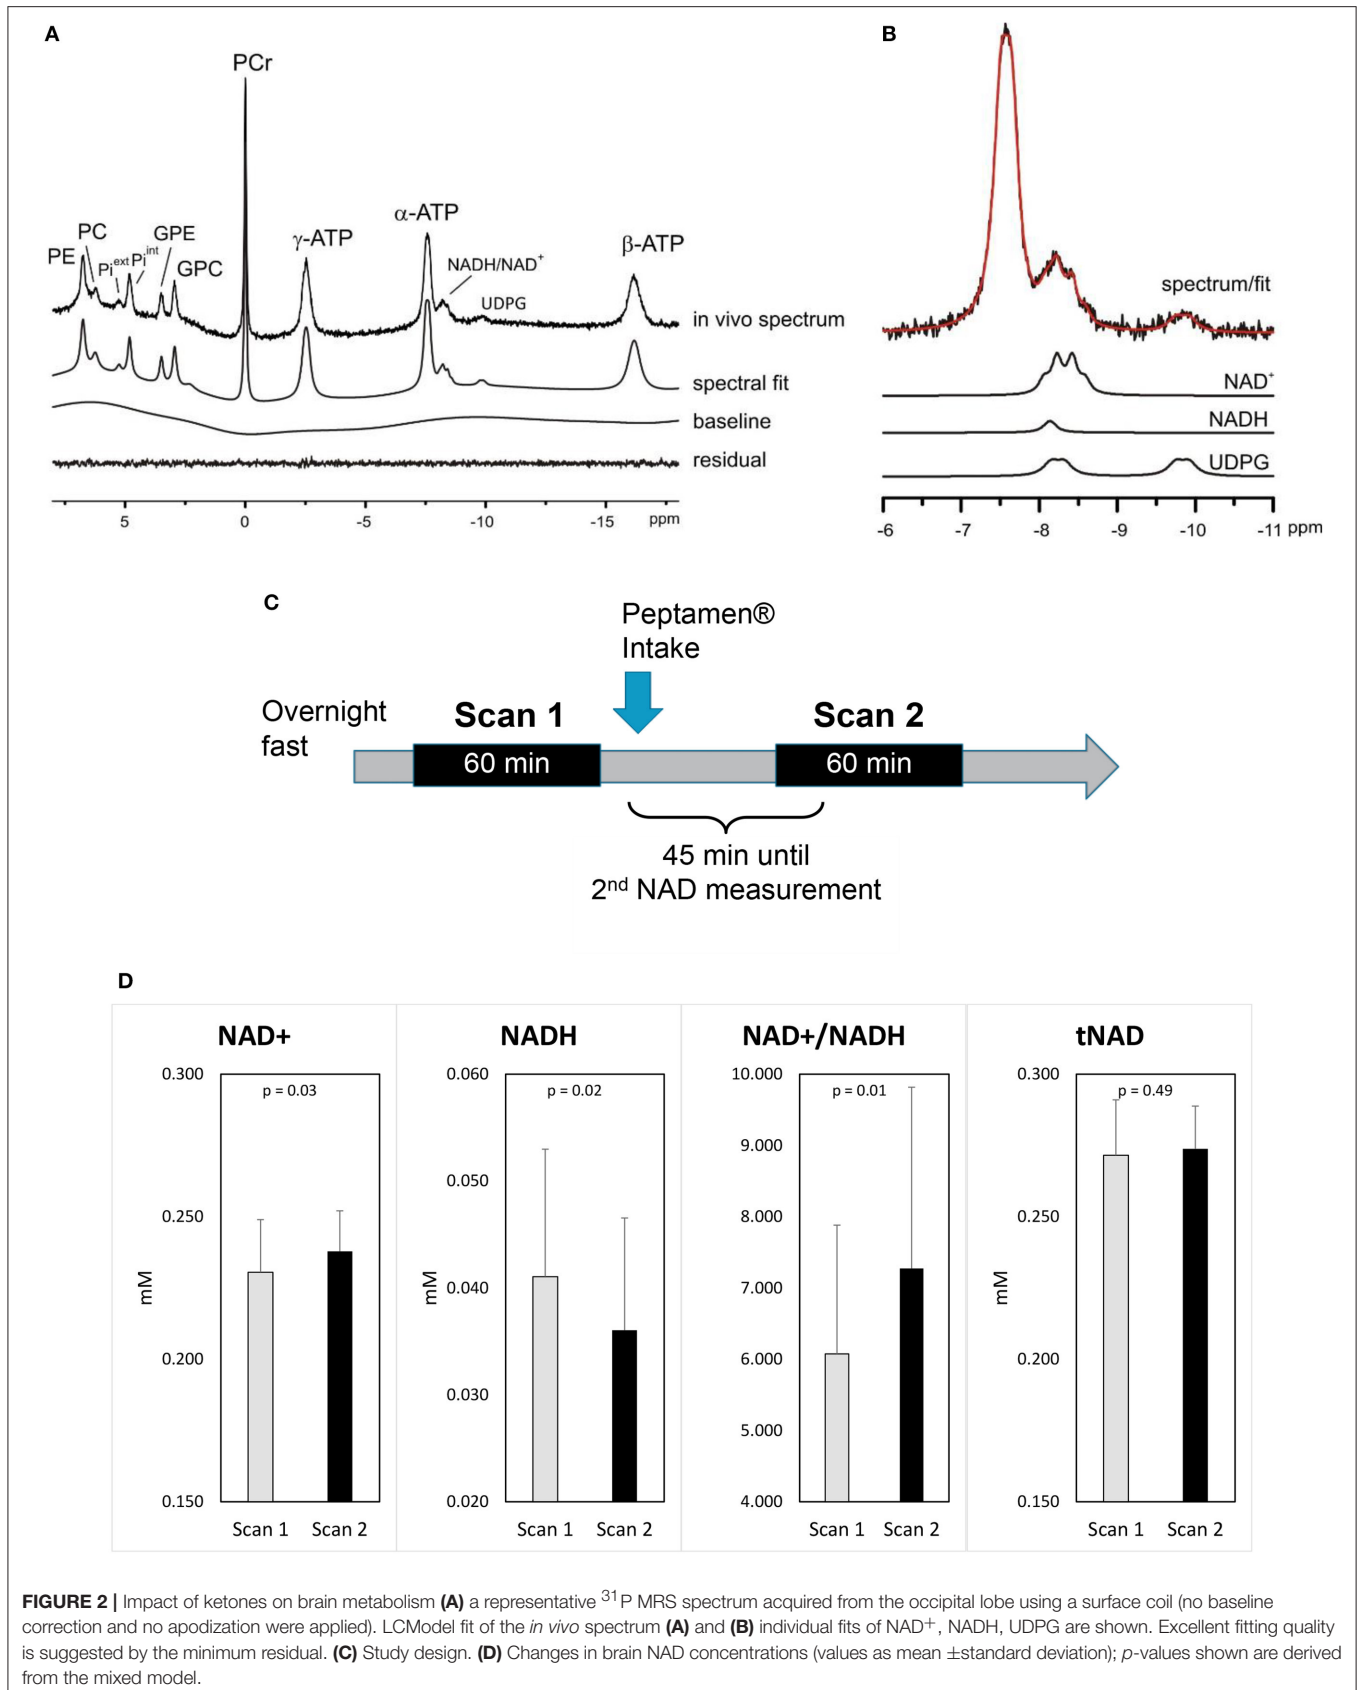 A
PCr
PE
PC
Pi^ext
Pi^int
GPE
GPC
γ-ATP
α-ATP
NADH/NAD⁺
UDPG
β-ATP
in vivo spectrum
spectral fit
baseline
residual
5 0 -5 -10 -15 ppm
B
spectrum/fit
NAD⁺
NADH
UDPG
-6 -7 -8 -9 -10 -11 ppm
C
Peptamen®
Intake
Overnight
fast
Scan 1
60 min
Scan 2
60 min
45 min until
2nd NAD measurement
D
NAD+
p = 0.03
0.300
0.250
0.200
0.150
mM
Scan 1 Scan 2
NADH
p = 0.02
0.060
0.050
0.040
0.030
0.020
mM
Scan 1 Scan 2
NAD+/NADH
p = 0.01
10.000
9.000
8.000
7.000
6.000
5.000
4.000
Scan 1 Scan 2
tNAD
p = 0.49
0.300
0.250
0.200
0.150
mM
Scan 1 Scan 2
FIGURE 2 | Impact of ketones on brain metabolism (A) a representative ³¹P MRS spectrum acquired from the occipital lobe using a surface coil (no baseline
correction and no apodization were applied). LCModel fit of the in vivo spectrum (A) and (B) individual fits of NAD⁺, NADH, UDPG are shown. Excellent fitting quality
is suggested by the minimum residual. (C) Study design. (D) Changes in brain NAD concentrations (values as mean ±standard deviation); p-values shown are derived
from the mixed model.